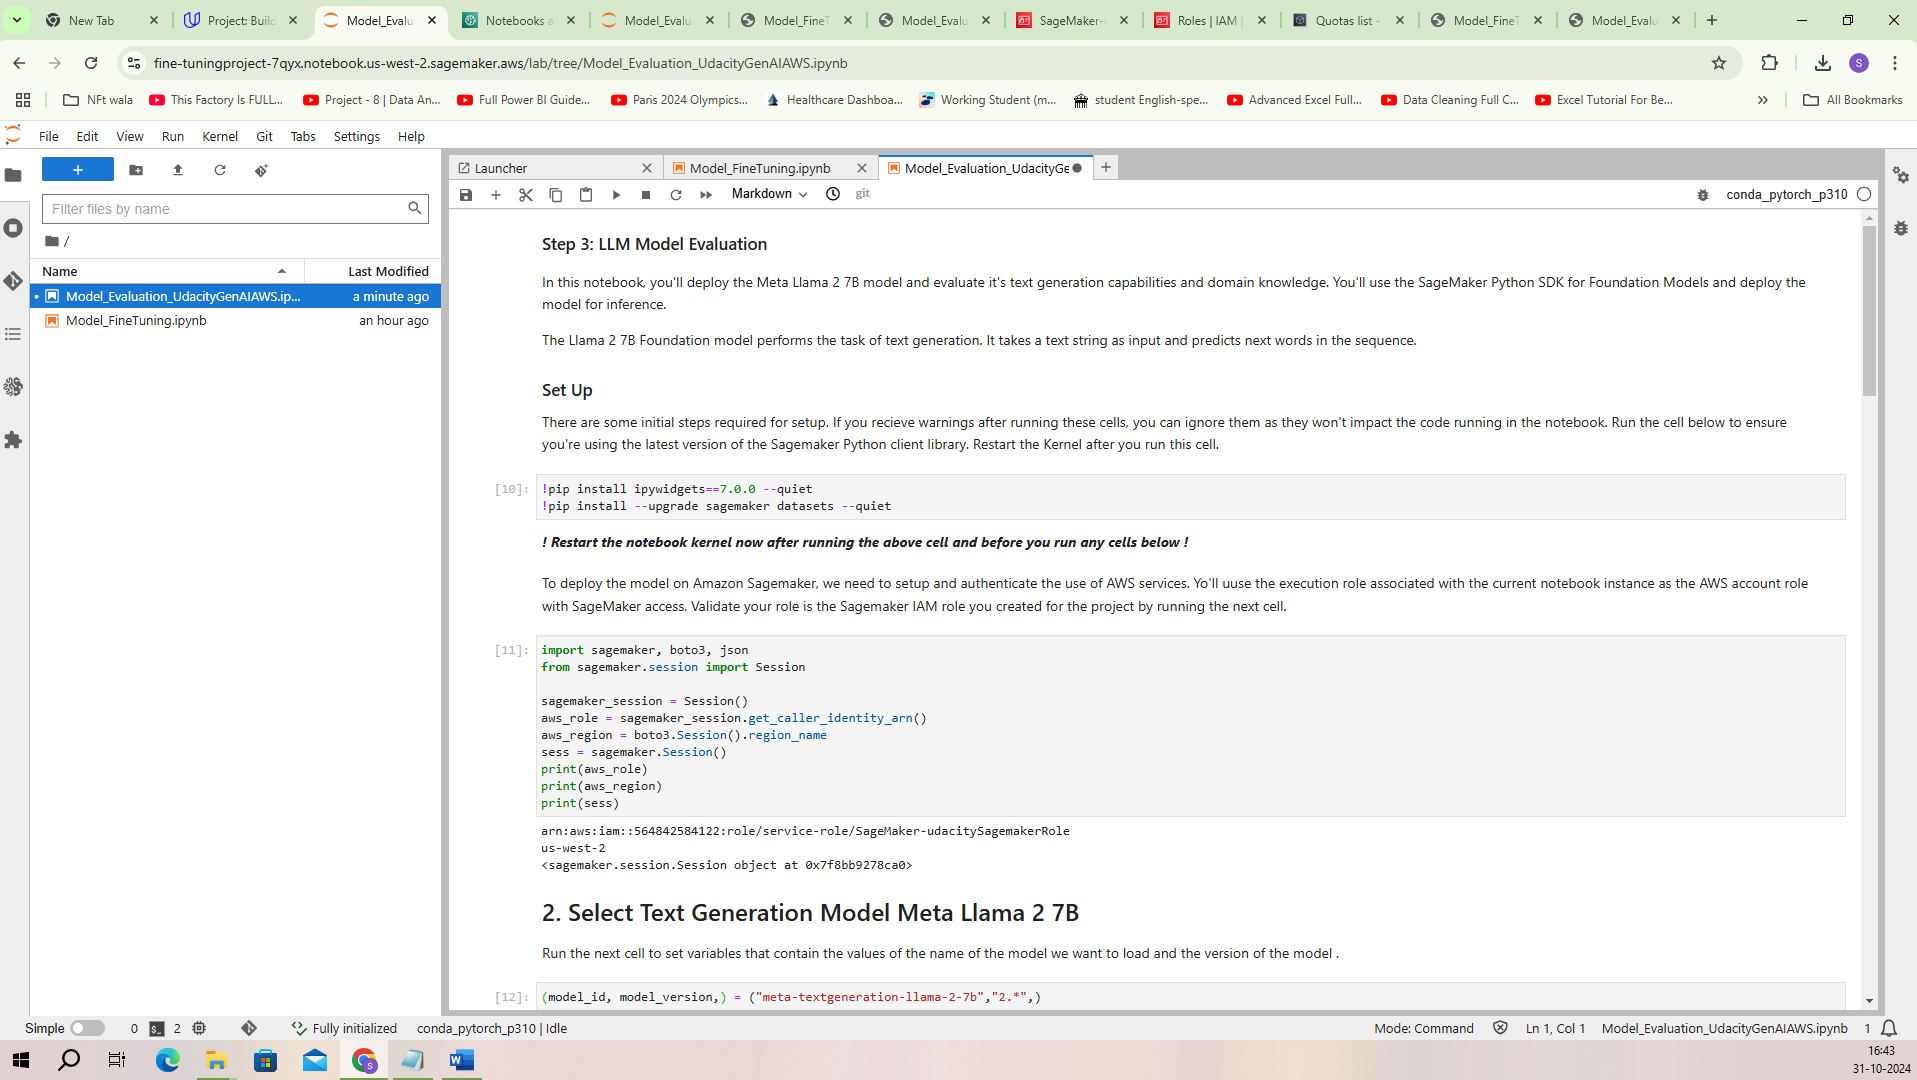 New Tab
Project: Buil
Model_Evalu
Notebooks a
Model_Evalu
Model_FineT
Model_Evalu
SageMaker-u
Roles | IAM
Quotas list -
Model_FineT
Model_Evalu
fine-tuningproject-7qyx.notebook.us-west-2.sagemaker.aws/lab/tree/Model_Evaluation_UdacityGenAIAWS.ipynb
S
NFt wala
This Factory Is FULL...
Project - 8 | Data An...
Full Power BI Guide...
Paris 2024 Olympics...
Healthcare Dashboa...
Working Student (m...
student English-spe...
Advanced Excel Full...
Data Cleaning Full C...
Excel Tutorial For Be...
All Bookmarks
File Edit View Run Kernel Git Tabs Settings Help
Filter files by name
/
Name Last Modified
Model_Evaluation_UdacityGenAIAWS.ip... a minute ago
Model_FineTuning.ipynb an hour ago
Launcher
Model_FineTuning.ipynb
Model_Evaluation_UdacityGe
Markdown
git
conda_pytorch_p310
Step 3: LLM Model Evaluation
In this notebook, you'll deploy the Meta Llama 2 7B model and evaluate it's text generation capabilities and domain knowledge. You'll use the SageMaker Python SDK for Foundation Models and deploy the
model for inference.
The Llama 2 7B Foundation model performs the task of text generation. It takes a text string as input and predicts next words in the sequence.
Set Up
There are some initial steps required for setup. If you recieve warnings after running these cells, you can ignore them as they won't impact the code running in the notebook. Run the cell below to ensure
you're using the latest version of the Sagemaker Python client library. Restart the Kernel after you run this cell.
[10]: !pip install ipywidgets==7.0.0 --quiet
!pip install --upgrade sagemaker datasets --quiet
! Restart the notebook kernel now after running the above cell and before you run any cells below !
To deploy the model on Amazon Sagemaker, we need to setup and authenticate the use of AWS services. Yo'll uuse the execution role associated with the current notebook instance as the AWS account role
with SageMaker access. Validate your role is the Sagemaker IAM role you created for the project by running the next cell.
[11]: import sagemaker, boto3, json
from sagemaker.session import Session
sagemaker_session = Session()
aws_role = sagemaker_session.get_caller_identity_arn()
aws_region = boto3.Session().region_name
sess = sagemaker.Session()
print(aws_role)
print(aws_region)
print(sess)
arn:aws:iam::564842584122:role/service-role/SageMaker-udacitySagemakerRole
us-west-2
<sagemaker.session.Session object at 0x7f8bb9278ca0>
2. Select Text Generation Model Meta Llama 2 7B
Run the next cell to set variables that contain the values of the name of the model we want to load and the version of the model .
[12]: (model_id, model_version,) = ("meta-textgeneration-llama-2-7b","2.*",)
Simple 0 2 Fully initialized conda_pytorch_p310 | Idle Mode: Command Ln 1, Col 1 Model_Evaluation_UdacityGenAIAWS.ipynb 1
16:43
31-10-2024